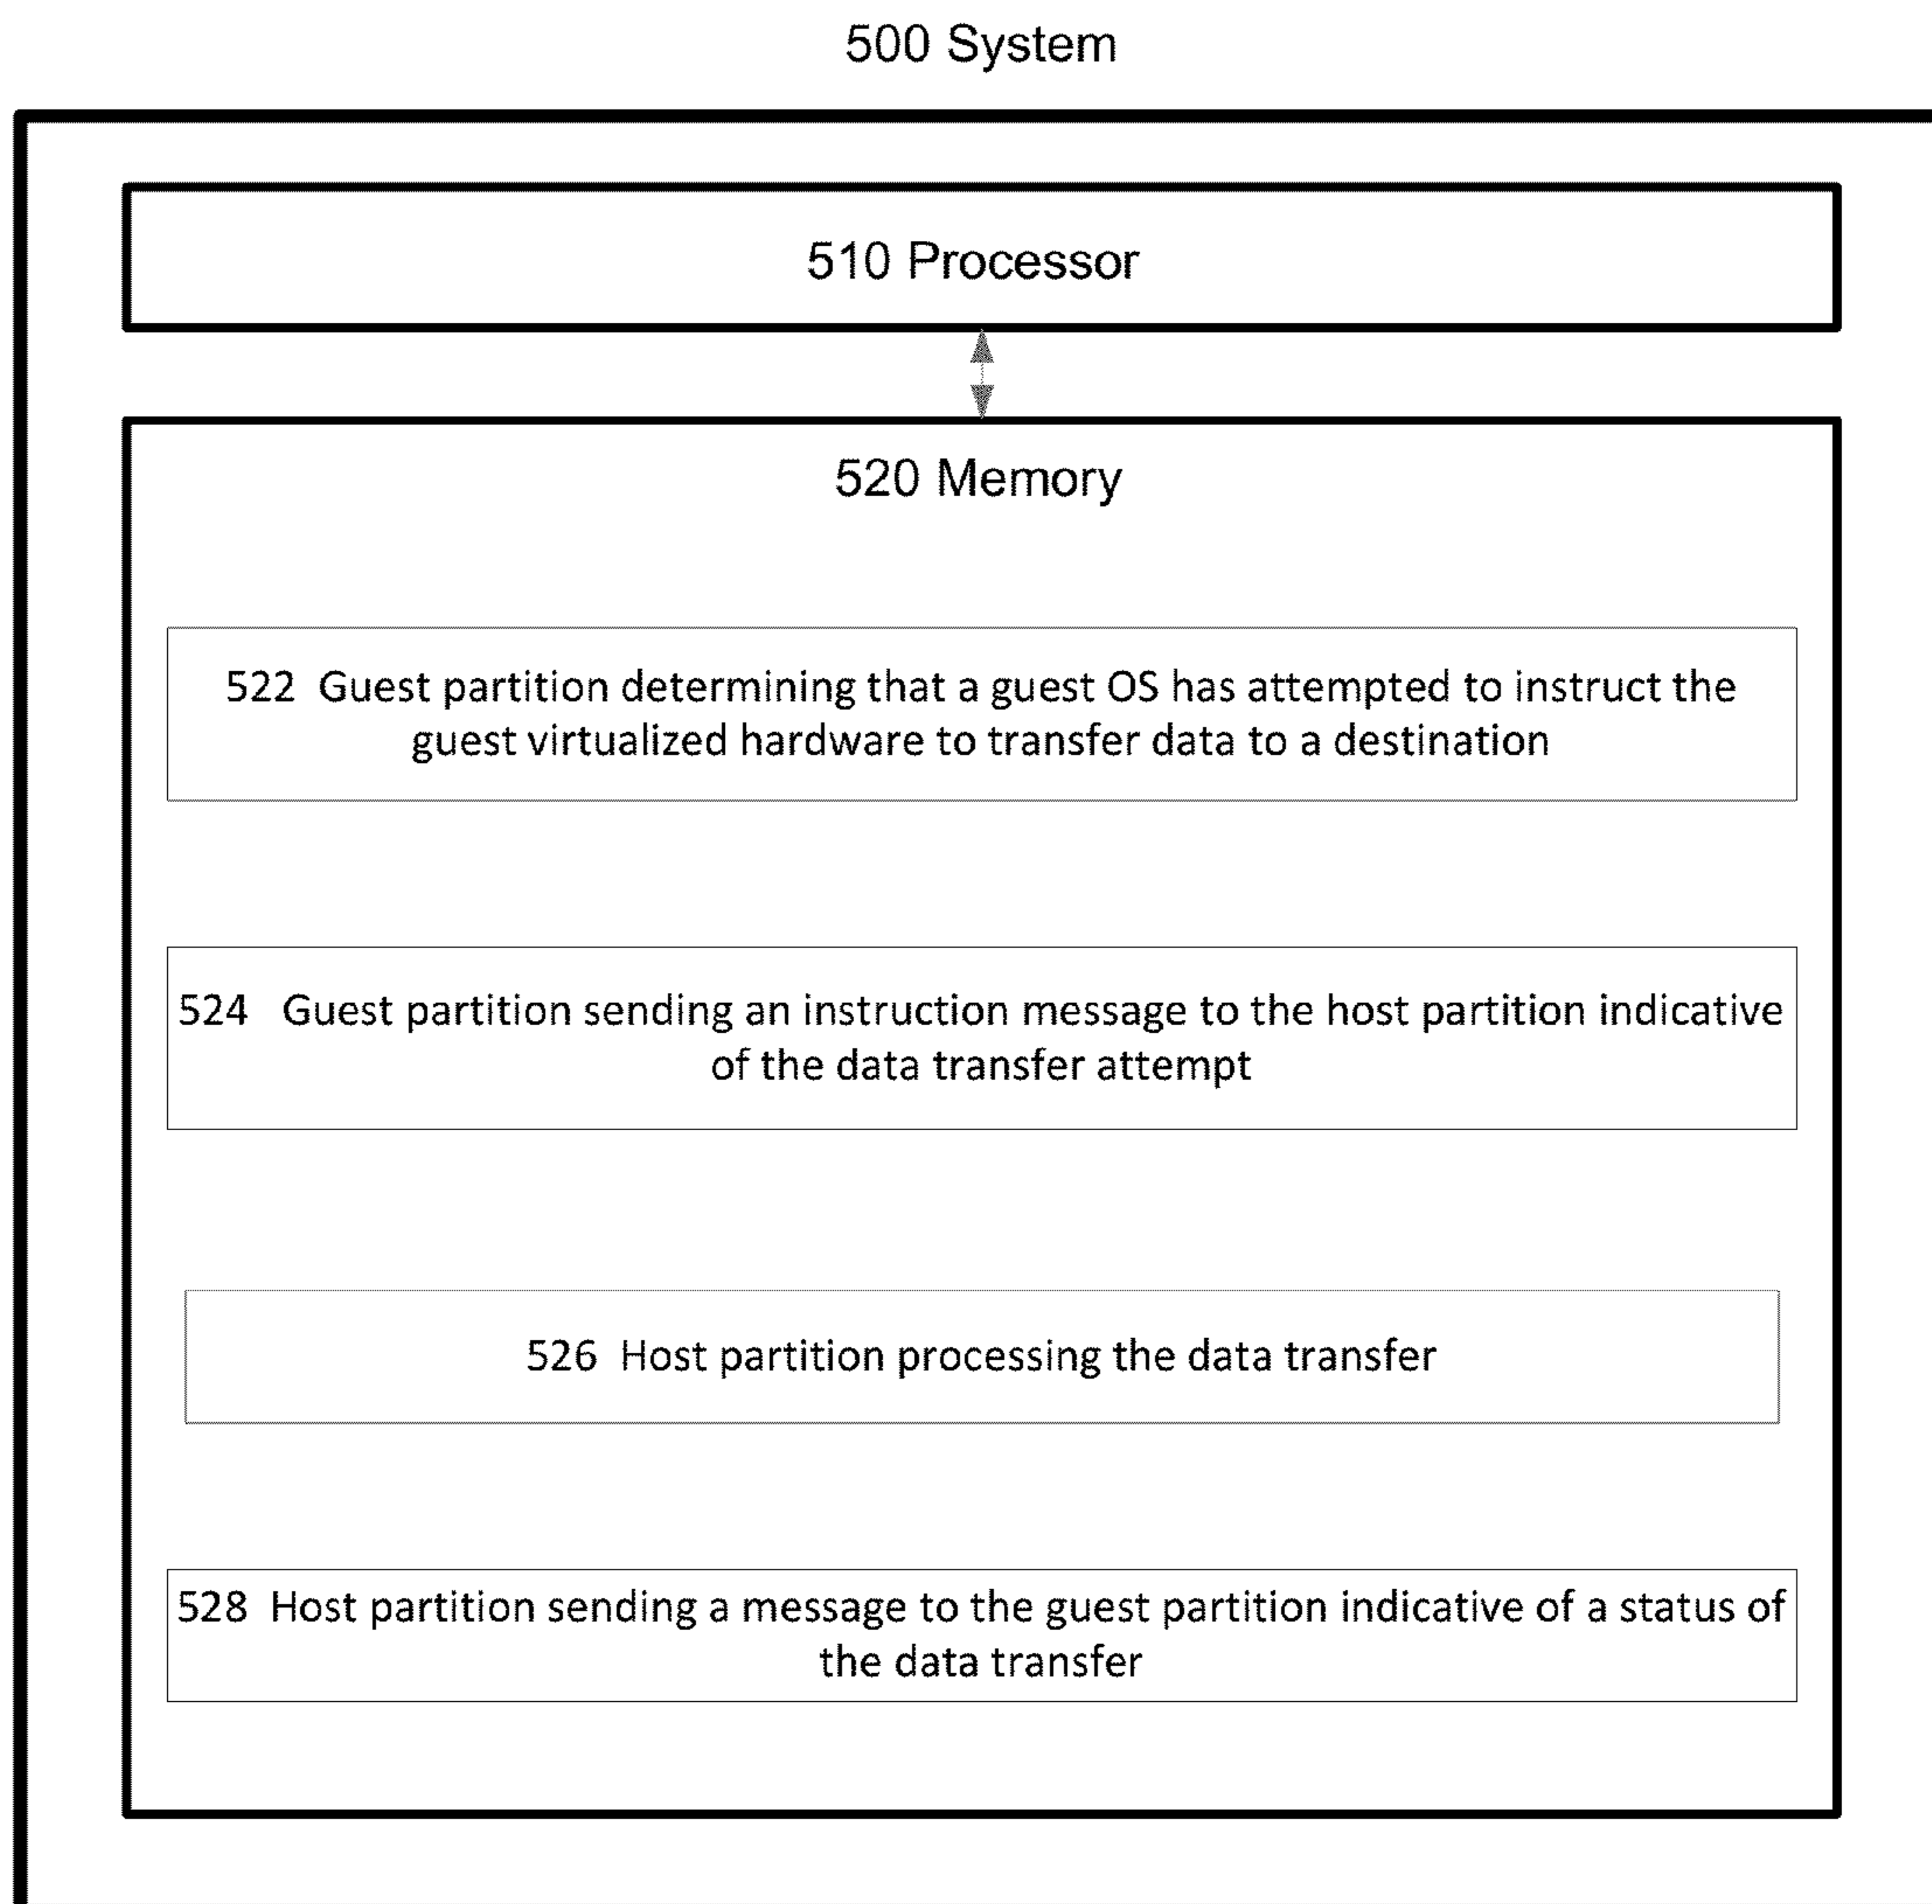 500 System
510 Processor
520 Memory
522 Guest partition determining that a guest OS has attempted to instruct the
guest virtualized hardware to transfer data to a destination
524 Guest partition sending an instruction message to the host partition indicative
of the data transfer attempt
526 Host partition processing the data transfer
528 Host partition sending a message to the guest partition indicative of a status of
the data transfer